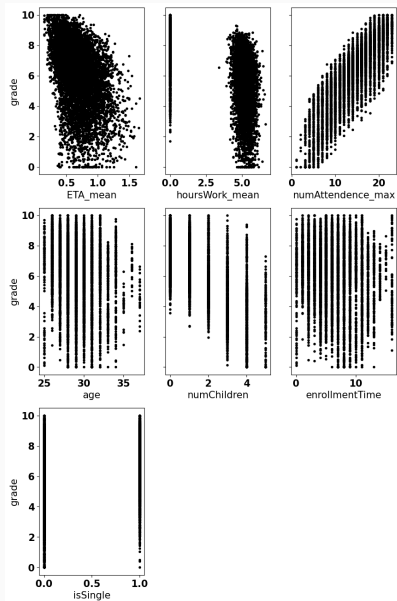 10
8
6
4
2
0
grade
0.5 1.0 1.5
ETA_mean
0.0 2.5 5.0
hoursWork_mean
0 10 20
numAttendence_max
10
8
6
4
2
0
grade
25 30 35
age
0 2 4
numChildren
0 10
enrollmentTime
10
8
6
4
2
0
grade
0.0 0.5 1.0
isSingle